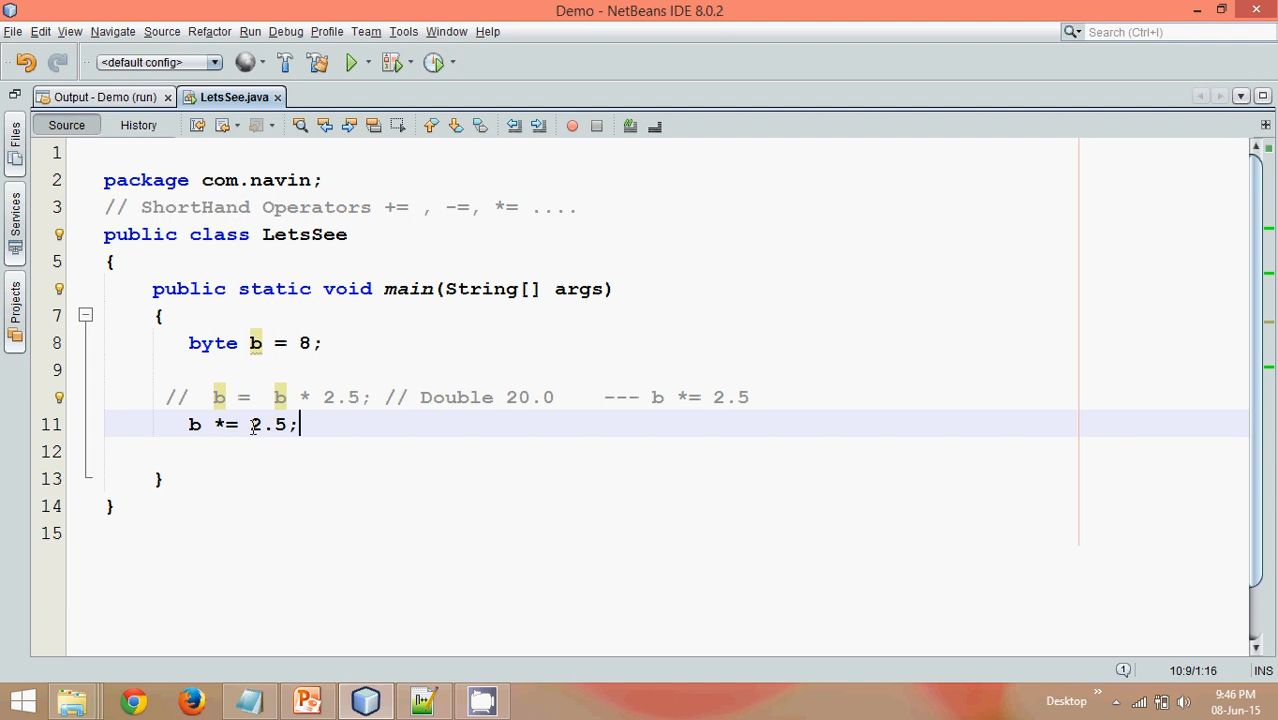 Demo - NetBeans IDE 8.0.2
File Edit View Navigate Source Refactor Run Debug Profile Team Tools Window Help
Search (Ctrl+I)
<default config>
Output - Demo (run) × LetsSee.java ×
Source History
Files
Services
Projects
1
2 package com.navin;
3 // ShortHand Operators += , -=, *= ....
public class LetsSee
5 {
public static void main(String[] args)
7 {
8 byte b = 8;
9
// b = b * 2.5; // Double 20.0 --- b *= 2.5
11 b *= 2.5;
12
13 }
14 }
15
1 10:9/1:16 INS
Desktop » 9:46 PM
08-Jun-15